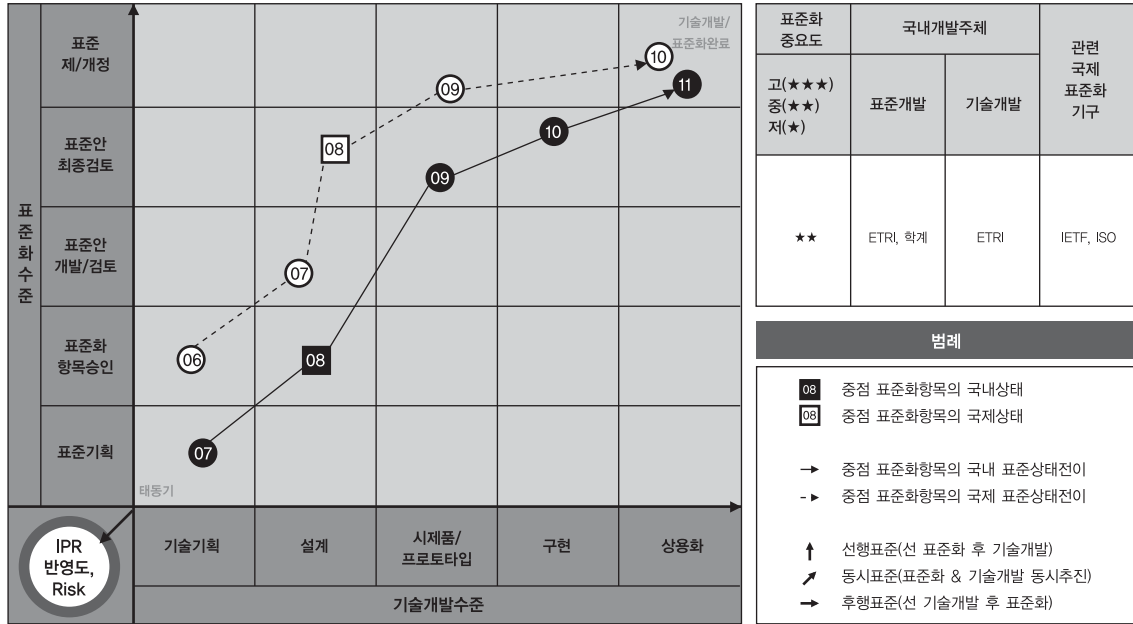 표준화수준
표준
제/개정
표준안
최종검토
표준안
개발/검토
표준화
항목승인
표준기획
기술개발/
표준화완료
10
11
09
10
08
09
07
06
08
07
태동기
IPR
반영도,
Risk
기술기획
설계
시제품/
프로토타입
구현
상용화
기술개발수준
표준화
중요도
국내개발주체
관련
국제
표준화
기구
고(★★★)
중(★★)
저(★)
표준개발
기술개발
★★
ETRI, 학계
ETRI
IETF, ISO
범례
08 중점 표준화항목의 국내상태
08 중점 표준화항목의 국제상태
중점 표준화항목의 국내 표준상태전이
중점 표준화항목의 국제 표준상태전이
선행표준(선 표준화 후 기술개발)
동시표준(표준화 & 기술개발 동시추진)
후행표준(선 기술개발 후 표준화)